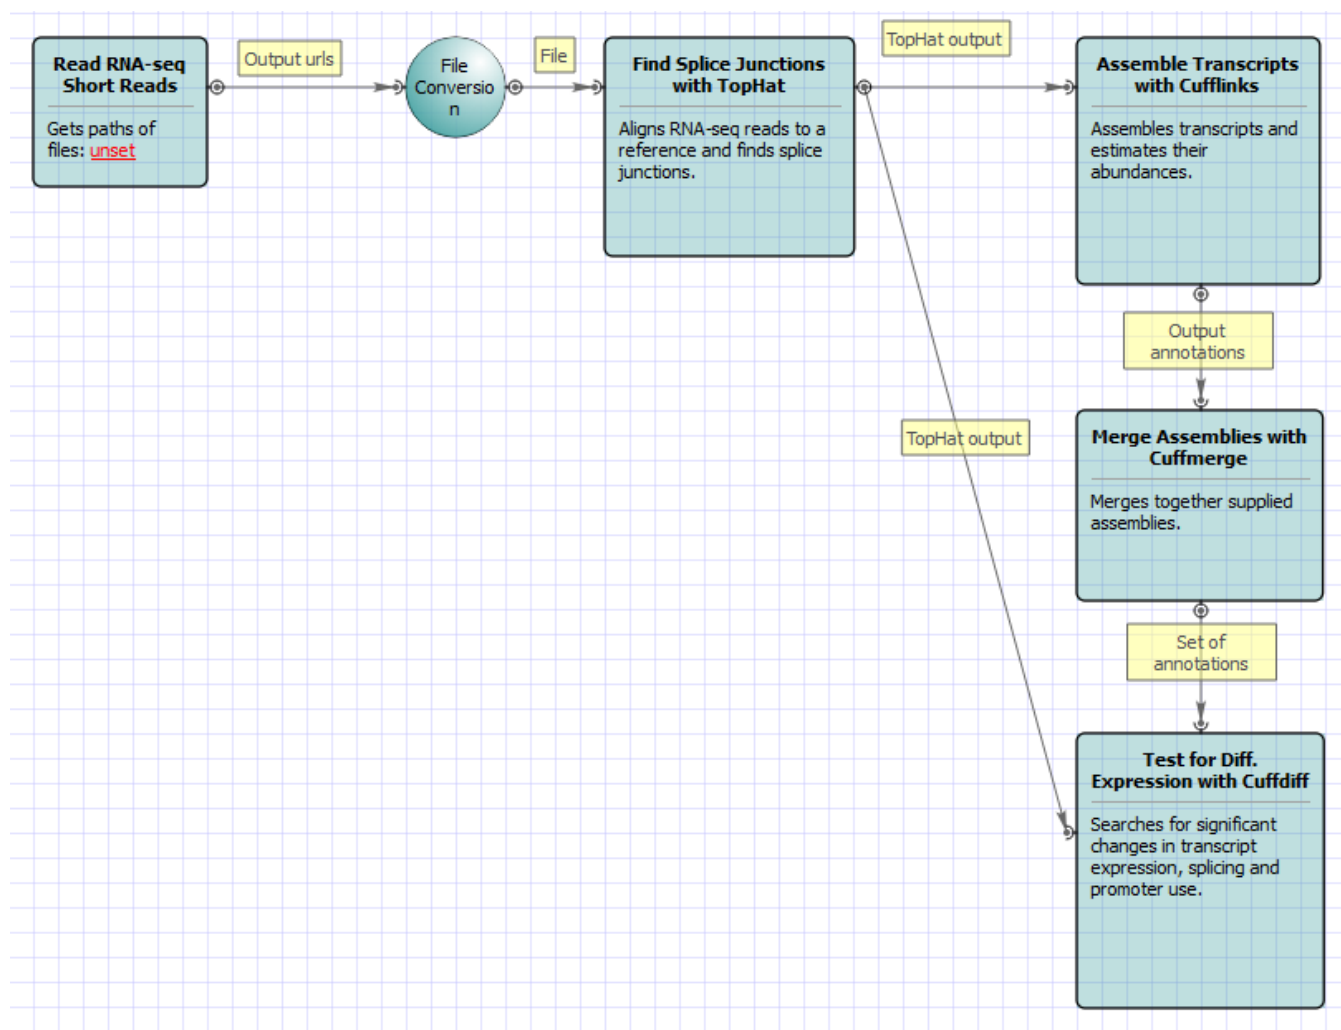 Read RNA-seq
Short Reads
Gets paths of
files: unset
Output urls
File
Conversio
n
File
Find Splice Junctions
with TopHat
Aligns RNA-seq reads to a
reference and finds splice
junctions.
TopHat output
Assemble Transcripts
with Cufflinks
Assembles transcripts and
estimates their
abundances.
Output
annotations
TopHat output
Merge Assemblies with
Cuffmerge
Merges together supplied
assemblies.
Set of
annotations
Test for Diff.
Expression with Cuffdiff
Searches for significant
changes in transcript
expression, splicing and
promoter use.